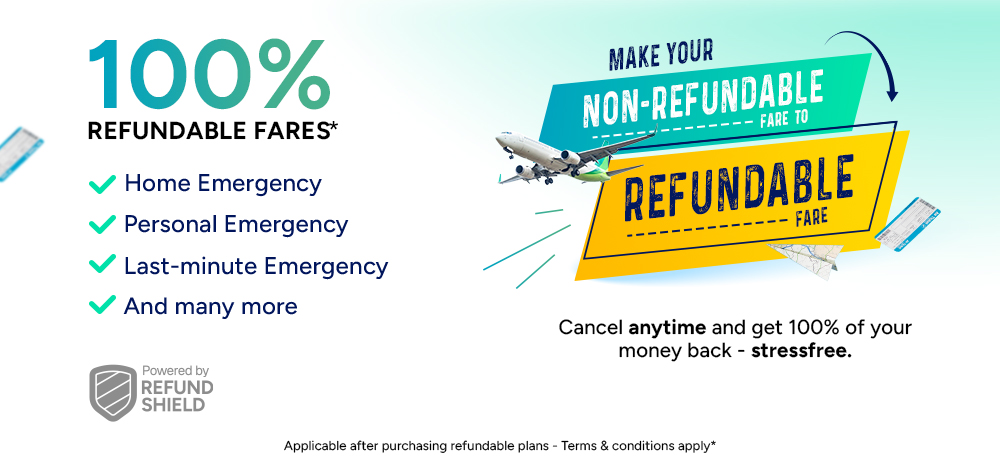 100%
REFUNDABLE FARES*
Home Emergency
Personal Emergency
Last-minute Emergency
And many more
Powered by
REFUND
SHIELD
MAKE YOUR
NON-REFUNDABLE
FARE TO
REFUNDABLE
FARE
Cancel anytime and get 100% of your
money back - stressfree.
Applicable after purchasing refundable plans - Terms & conditions apply*